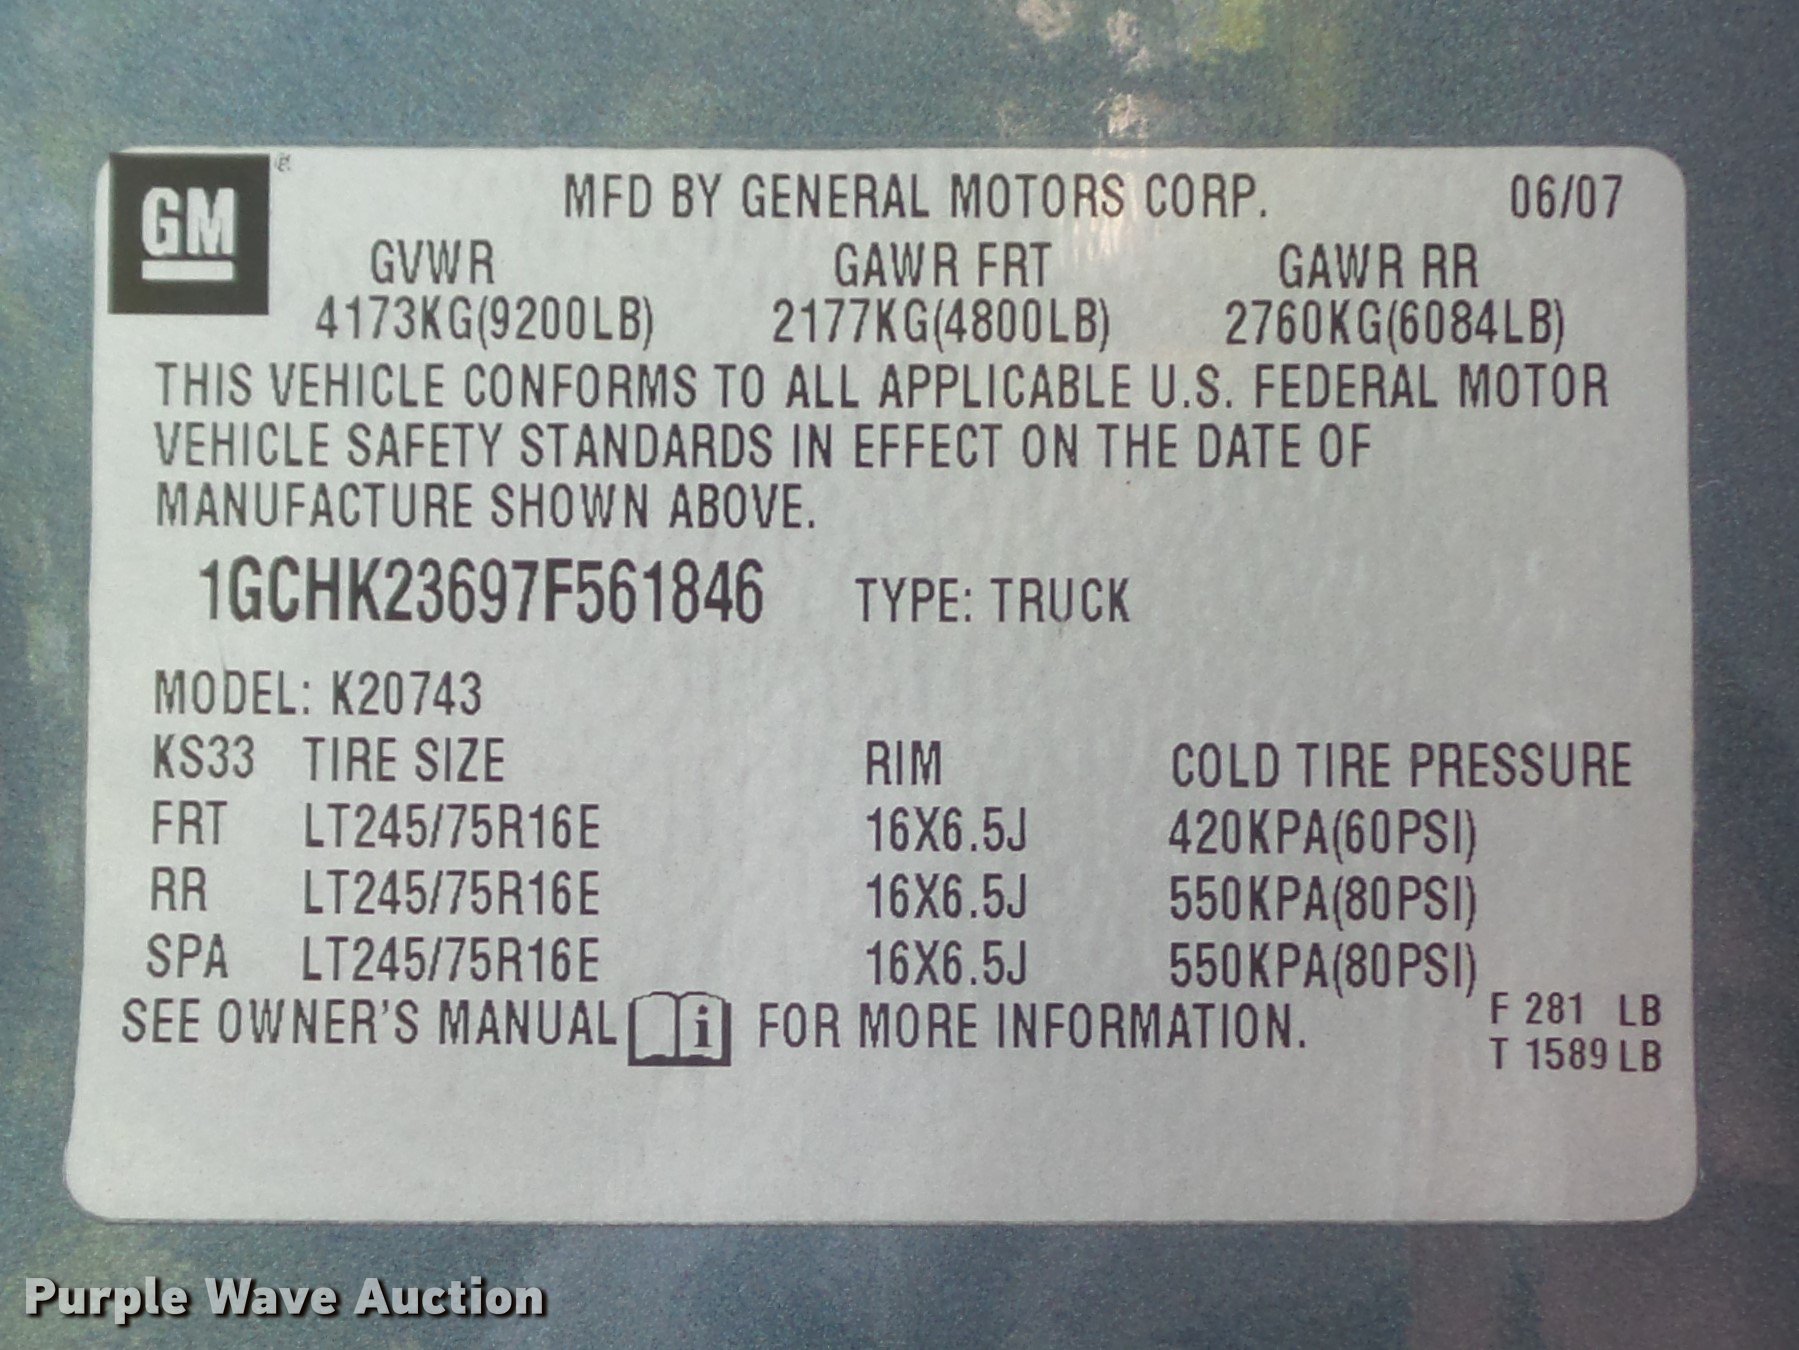 GM
MFD BY GENERAL MOTORS CORP. 06/07
GVWR GAWR FRT GAWR RR
4173KG(9200LB) 2177KG(4800LB) 2760KG(6084LB)
THIS VEHICLE CONFORMS TO ALL APPLICABLE U.S. FEDERAL MOTOR
VEHICLE SAFETY STANDARDS IN EFFECT ON THE DATE OF
MANUFACTURE SHOWN ABOVE.
1GCHK23697F561846 TYPE: TRUCK
MODEL: K20743
KS33 TIRE SIZE RIM COLD TIRE PRESSURE
FRT LT245/75R16E 16X6.5J 420KPA(60PSI)
RR LT245/75R16E 16X6.5J 550KPA(80PSI)
SPA LT245/75R16E 16X6.5J 550KPA(80PSI)
SEE OWNER'S MANUAL i FOR MORE INFORMATION.
F 281 LB
T 1589 LB
Purple Wave Auction